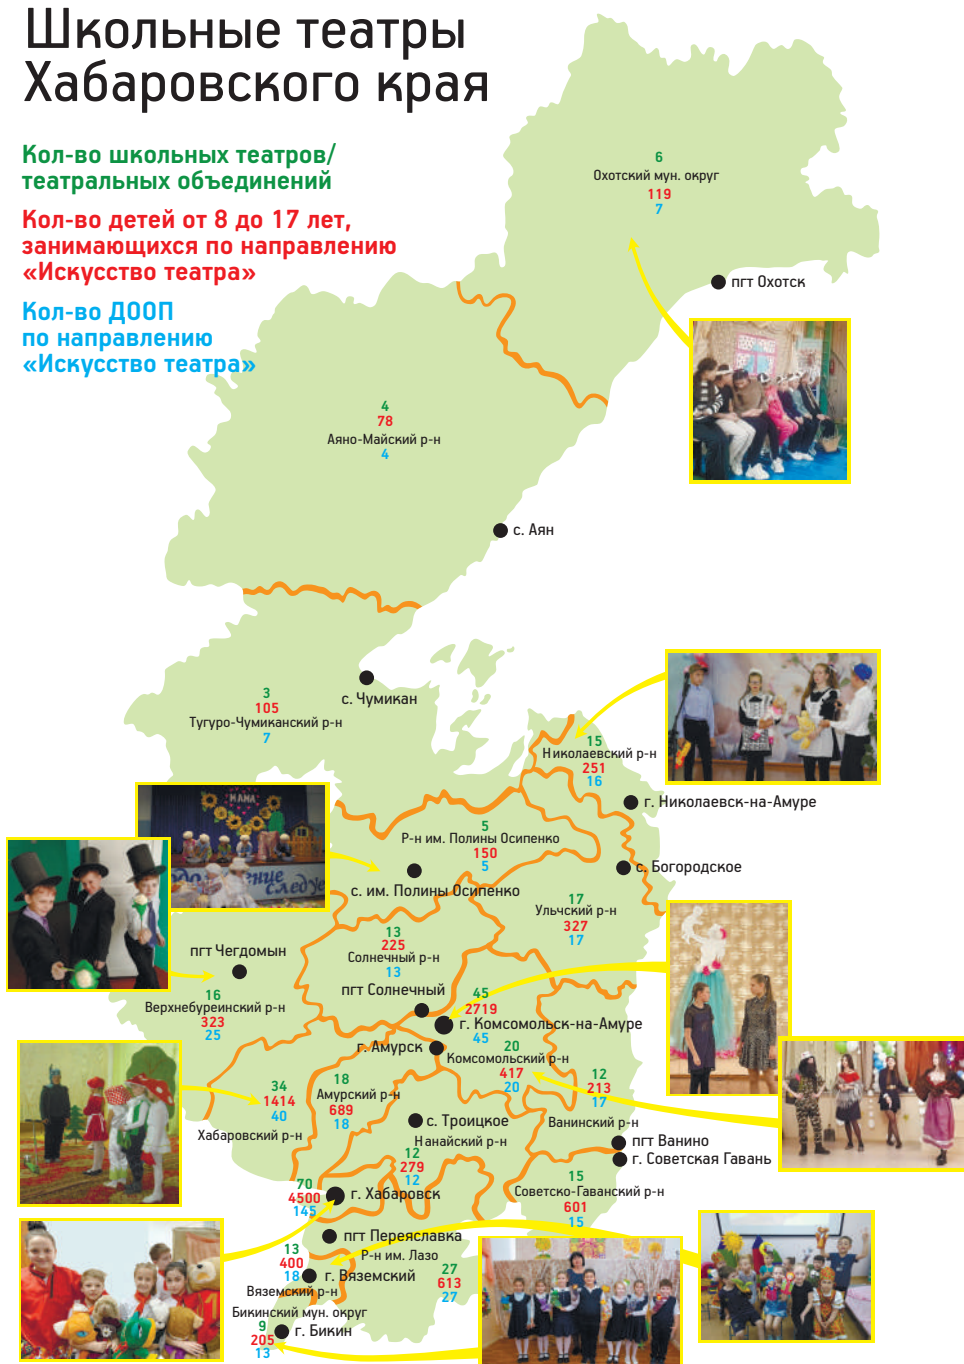 Школьные театры
Хабаровского края
Кол-во школьных театров/
театральных объединений
Кол-во детей от 8 до 17 лет,
занимающихся по направлению
«Искусство театра»
Кол-во ДООП
по направлению
«Искусство театра»
6
Охотский мун. округ
119
7
пгт Охотск
4
78
Аяно-Майский р-н
4
с. Аян
с. Чумикан
3
105
Тугуро-Чумиканский р-н
7
15
Николаевский р-н
251
16
г. Николаевск-на-Амуре
МАМА
5
Р-н им. Полины Осипенко
150
5
с. им. Полины Осипенко
с. Богородское
17
Ульчский р-н
327
17
13
225
Солнечный р-н
13
пгт Чегдомын
16
Верхнебуреинский р-н
323
25
пгт Солнечный
45
2719
г. Комсомольск-на-Амуре
45
г. Амурск
20
Комсомольский р-н
417
20
12
213
17
Ванинский р-н
18
Амурский р-н
689
18
34
1414
40
Хабаровский р-н
с. Троицкое
Нанайский р-н
12
279
12
пгт Ванино
г. Советская Гавань
15
Советско-Гаванский р-н
601
15
70
4500
145
г. Хабаровск
пгт Переяславка
Р-н им. Лазо
27
613
27
13
400
18
г. Вяземский
Вяземский р-н
Бикинский мун. округ
9
205
13
г. Бикин